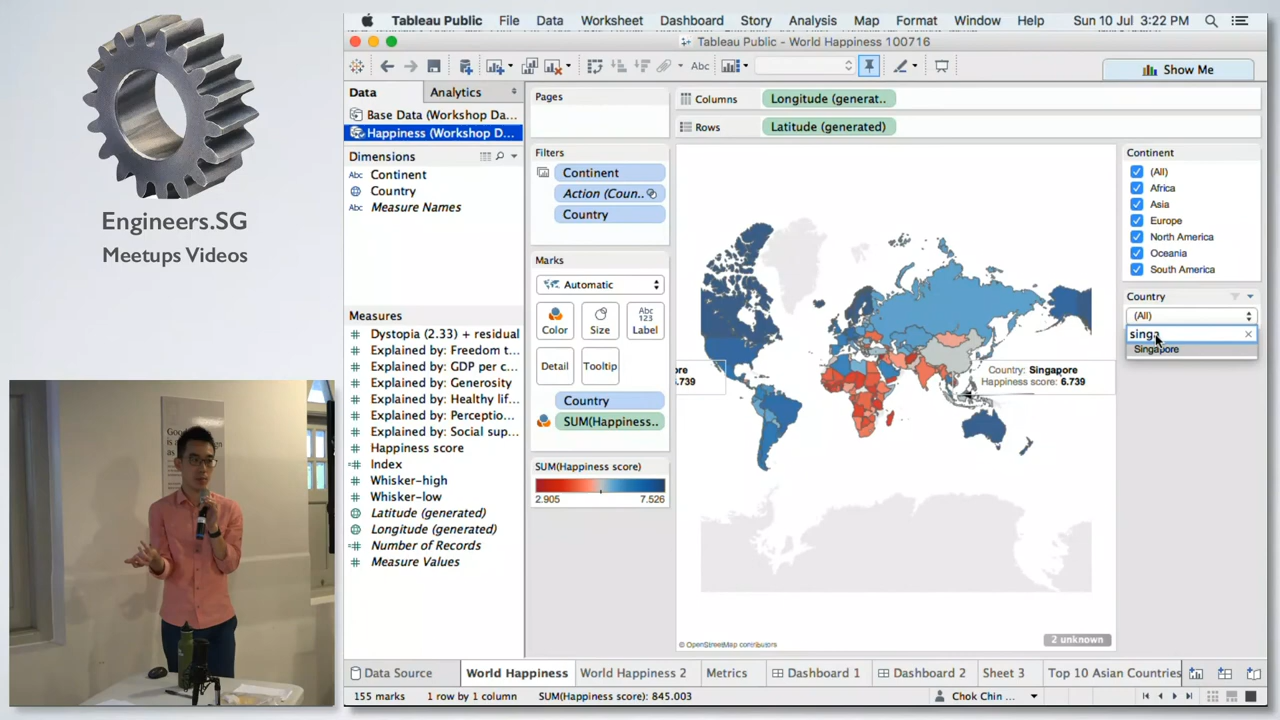 Engineers.SG
Meetups Videos
Tableau Public File Data Worksheet Dashboard Story Analysis Map Format Window Help Sun 10 Jul 3:22 PM
Tableau Public - World Happiness 100716
Abc
Show Me
Data Analytics
Base Data (Workshop Da...
Happiness (Workshop D...
Dimensions
Abc Continent
Country
Abc Measure Names
Measures
Dystopia (2.33) + residual
Explained by: Freedom t...
Explained by: GDP per c...
Explained by: Generosity
Explained by: Healthy lif...
Explained by: Perceptio...
Explained by: Social sup...
Happiness score
Index
Whisker-high
Whisker-low
Latitude (generated)
Longitude (generated)
Number of Records
Measure Values
Pages
Filters
Continent
Action (Coun..
Country
Marks
Automatic
Color Size Abc 123 Label
Detail Tooltip
Country
SUM(Happiness..
SUM(Happiness score)
2.905 7.526
Columns Longitude (generat..
Rows Latitude (generated)
ore
.739
Country: Singapore
Happiness score: 6.739
© OpenStreetMap contributors
2 unknown
Continent
(All)
Africa
Asia
Europe
North America
Oceania
South America
Country
(All)
singa
Singapore
Data Source World Happiness World Happiness 2 Metrics Dashboard 1 Dashboard 2 Sheet 3 Top 10 Asian Countries
155 marks 1 row by 1 column SUM(Happiness score): 845.003 Chok Chin ...